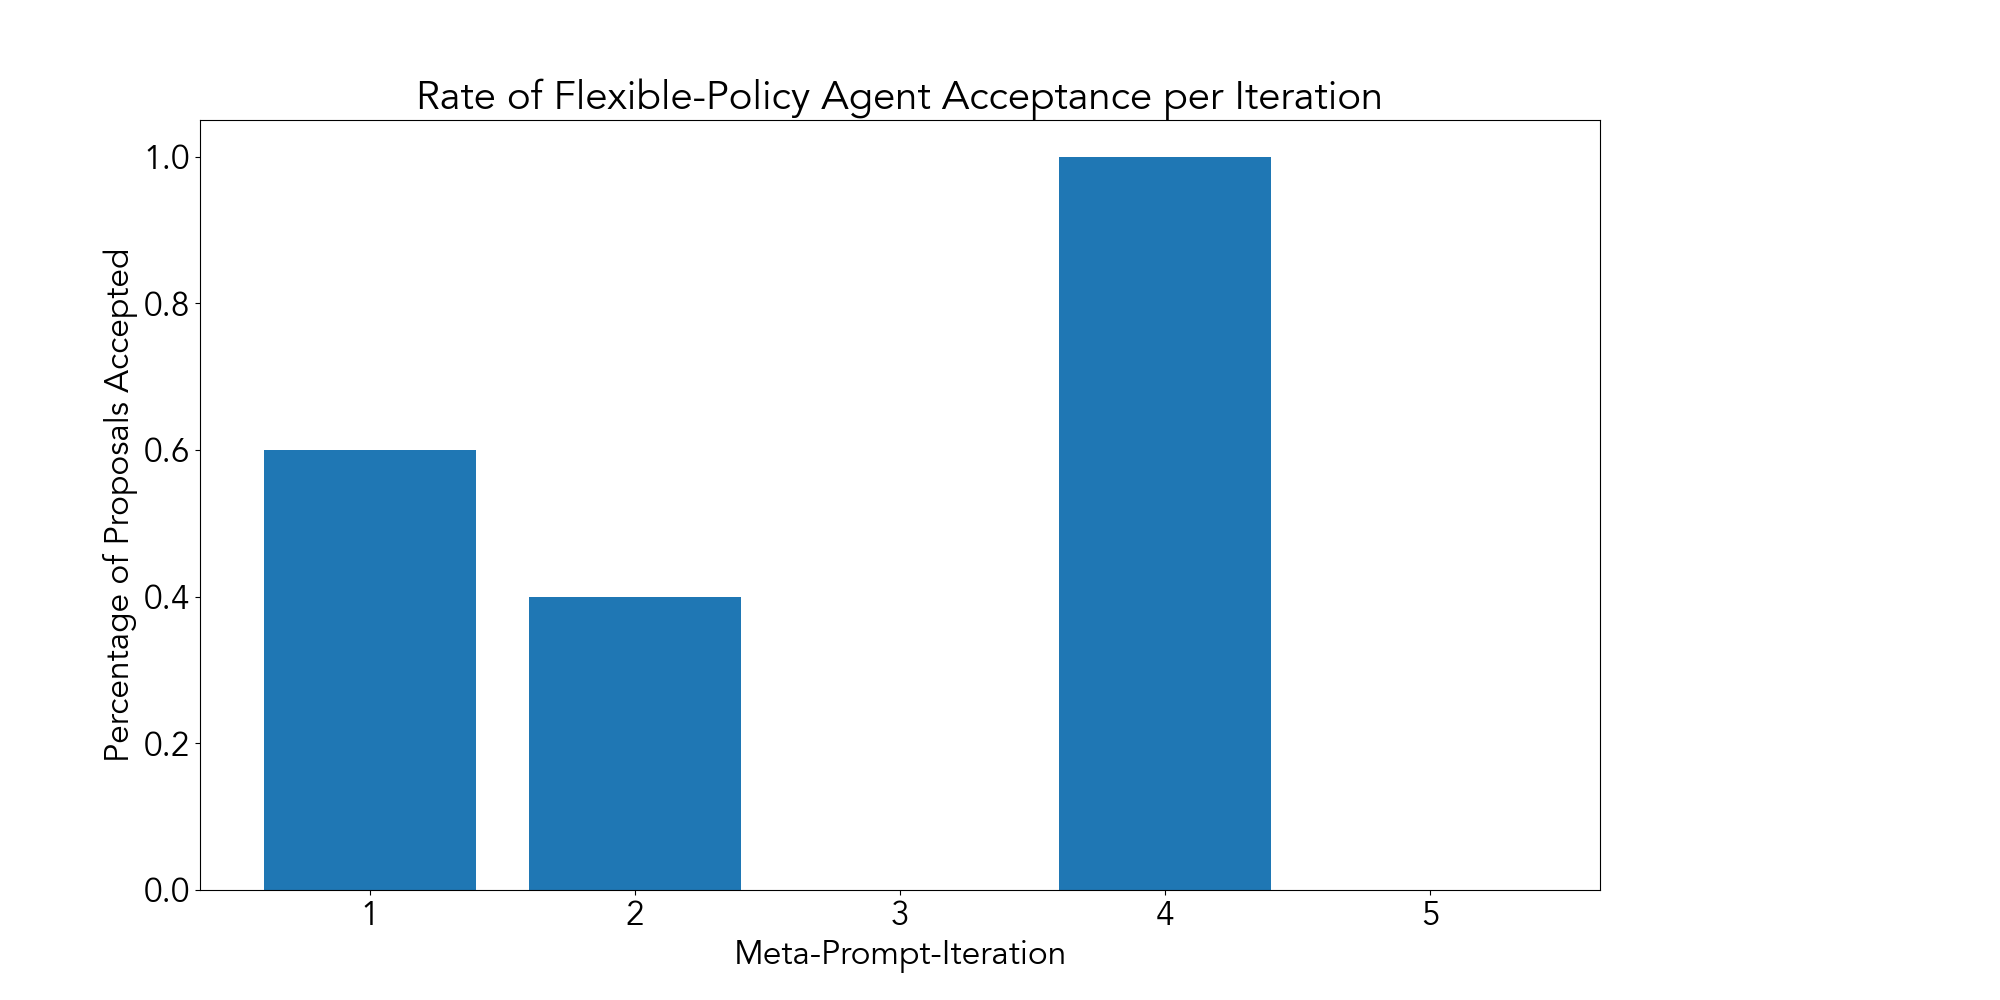 Rate of Flexible-Policy Agent Acceptance per Iteration
Percentage of Proposals Accepted
1.0
0.8
0.6
0.4
0.2
0.0
1 2 3 4 5
Meta-Prompt-Iteration